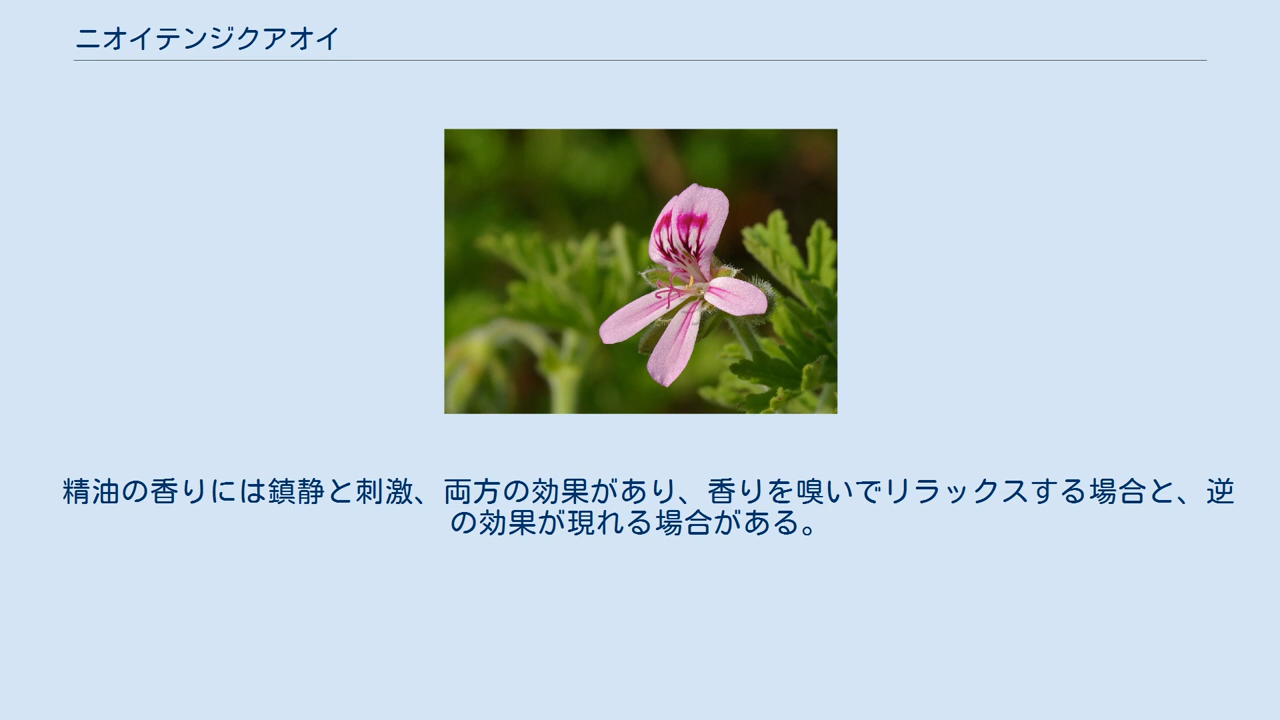 ニオイテンジクアオイ
精油の香りには鎮静と刺激、両方の効果があり、香りを嗅いでリラックスする場合と、逆
の効果が現れる場合がある。